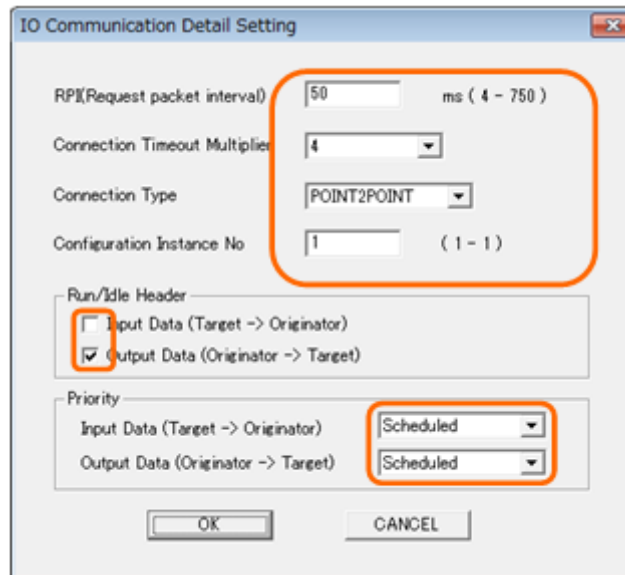 IO Communication Detail Setting
RPI(Request packet interval) 50 ms ( 4 - 750 )
Connection Timeout Multiplier 4
Connection Type POINT2POINT
Configuration Instance No 1 ( 1 - 1 )
Run/Idle Header
Input Data (Target -> Originator)
Output Data (Originator -> Target)
Priority
Input Data (Target -> Originator) Scheduled
Output Data (Originator -> Target) Scheduled
OK CANCEL